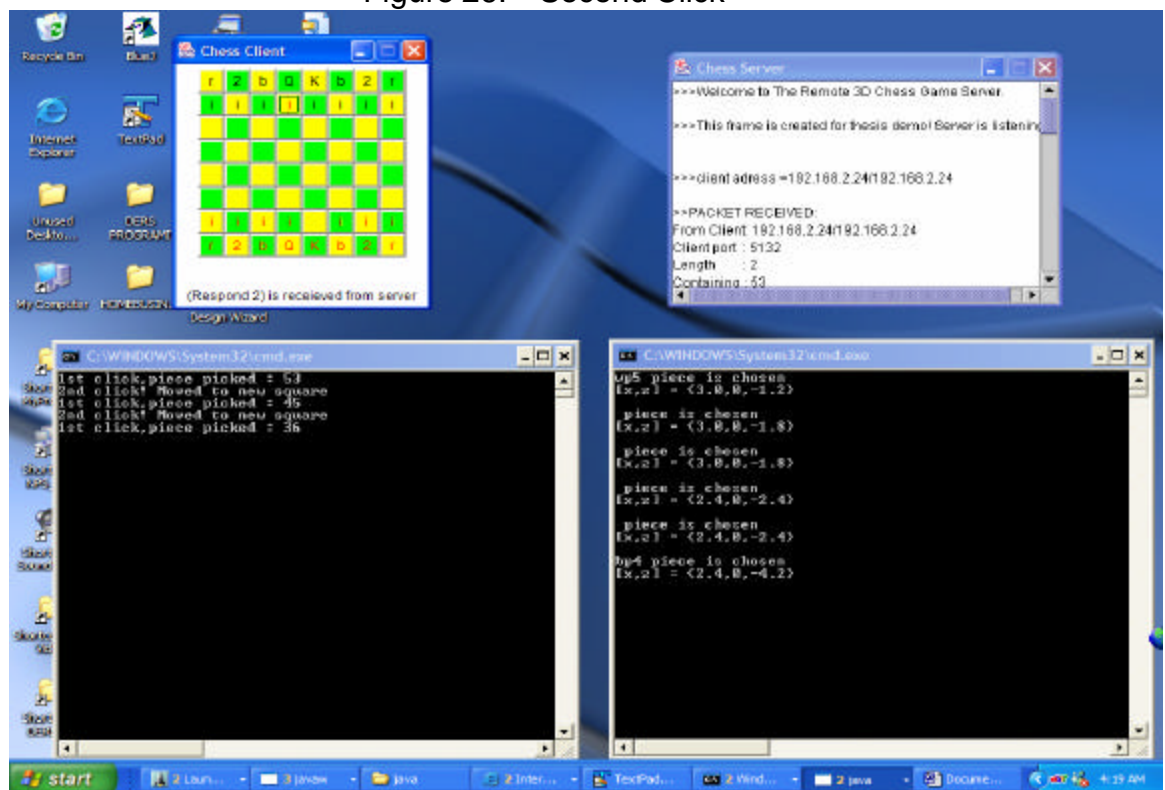 Figure 26. Second Click
Recycle Bin
Chess Client
r 2 b Q K b 2 r
i i i i i i i i
i i i i i i i
r 2 b Q K b 2 r
(Respond 2) is receieved from server
Chess Server
>>>Welcome to The Remote 3D Chess Game Server.
>>>This frame is created for thesis demo! Server is listening
>>>client adress =192.168.2.24/192.168.2.24
>>PACKET RECEIVED:
From Client: 192.168.2.24/192.168.2.24
Client port : 5132
Length : 2
Containing : 53
Internet Explorer
TextPad
Unused Deskto...
DERS PROGRAMI
My Computer
Design Wizard
C:\WINDOWS\System32\cmd.exe
1st click,piece picked : 53
2nd click! Moved to new square
1st click,piece picked : 45
2nd click! Moved to new square
1st click,piece picked : 36
C:\WINDOWS\System32\cmd.exe
wp5 piece is chosen
[x,z] = (3.0,0,-1.2)
piece is chosen
[x,z] = (3.0,0,-1.8)
piece is chosen
[x,z] = (3.0,0,-1.8)
piece is chosen
[x,z] = (2.4,0,-2.4)
piece is chosen
[x,z] = (2.4,0,-2.4)
bp4 piece is chosen
[x,z] = (2.4,0,-4.2)
start
2 Laun...
3 javaw
java
2 Inter...
TextPad...
2 Wind...
2 java
Docume...
4:19 AM